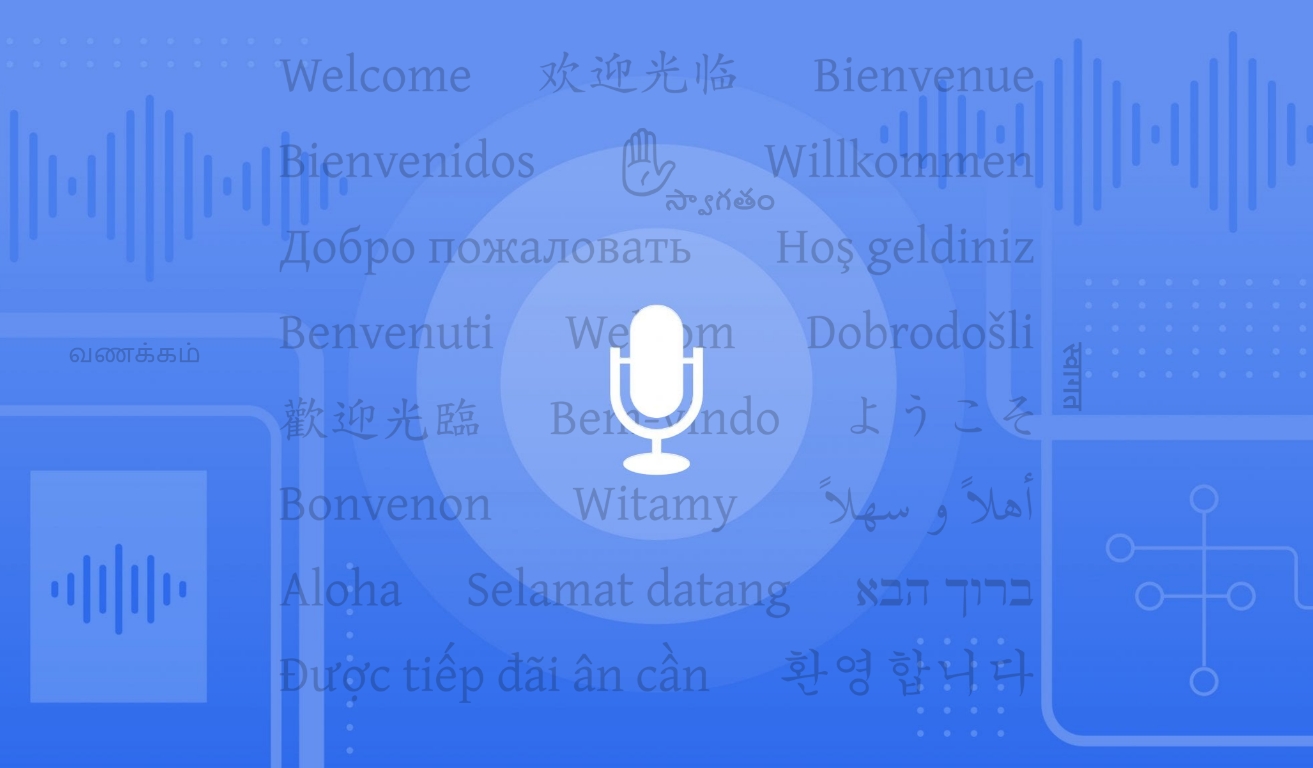 Welcome 欢迎光临 Bienvenue
Bienvenidos Willkommen
స్వాగతం
Добро пожаловать Hoş geldiniz
Benvenuti Dobrodošli
வணக்கம்
स्वागत
歡迎光臨 Bem-vindo ようこそ
Bonvenon Witamy أهلاً و سهلاً
Aloha Selamat datang ברוך הבא
Được tiếp đãi ân cần 환영합니다